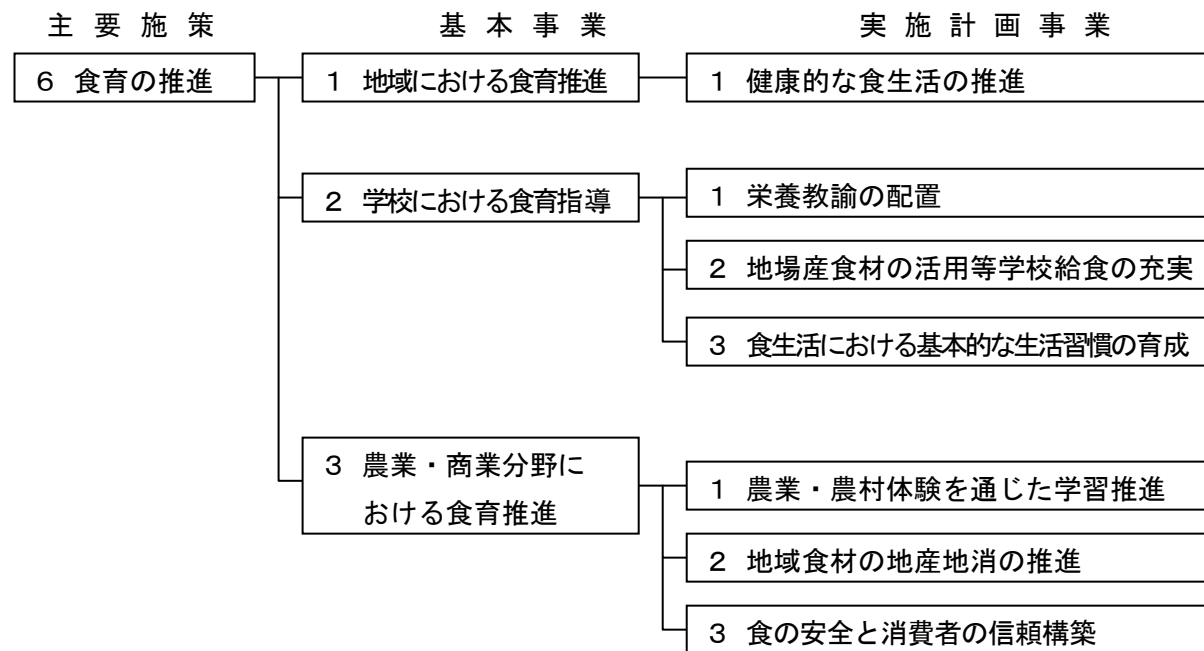 主要施策 基本事業 実施計画事業
6 食育の推進
1 地域における食育推進
1 健康的な食生活の推進
2 学校における食育指導
1 栄養教諭の配置
2 地場産食材の活用等学校給食の充実
3 食生活における基本的な生活習慣の育成
3 農業・商業分野に
おける食育推進
1 農業・農村体験を通じた学習推進
2 地域食材の地産地消の推進
3 食の安全と消費者の信頼構築